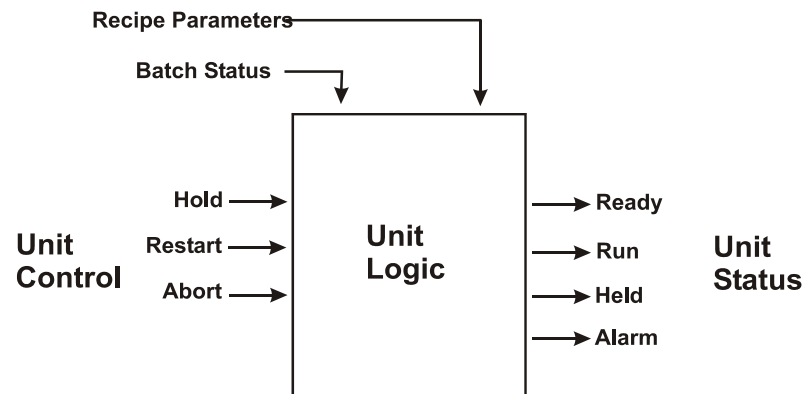 Recipe Parameters
Batch Status
Hold
Restart
Abort
Unit
Control
Unit
Logic
Ready
Run
Held
Alarm
Unit
Status